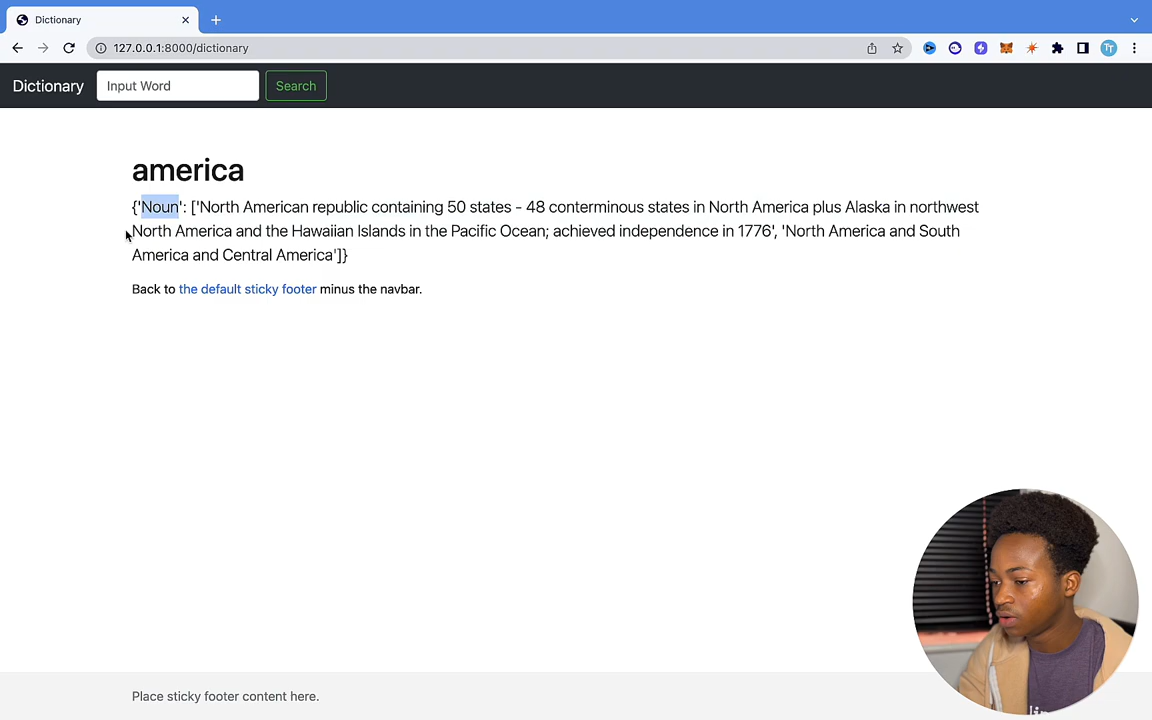 Dictionary
127.0.0.1:8000/dictionary
TT
Dictionary
Input Word
Search
america
{'Noun': ['North American republic containing 50 states - 48 conterminous states in North America plus Alaska in northwest
North America and the Hawaiian Islands in the Pacific Ocean; achieved independence in 1776', 'North America and South
America and Central America']}
Back to the default sticky footer minus the navbar.
Place sticky footer content here.